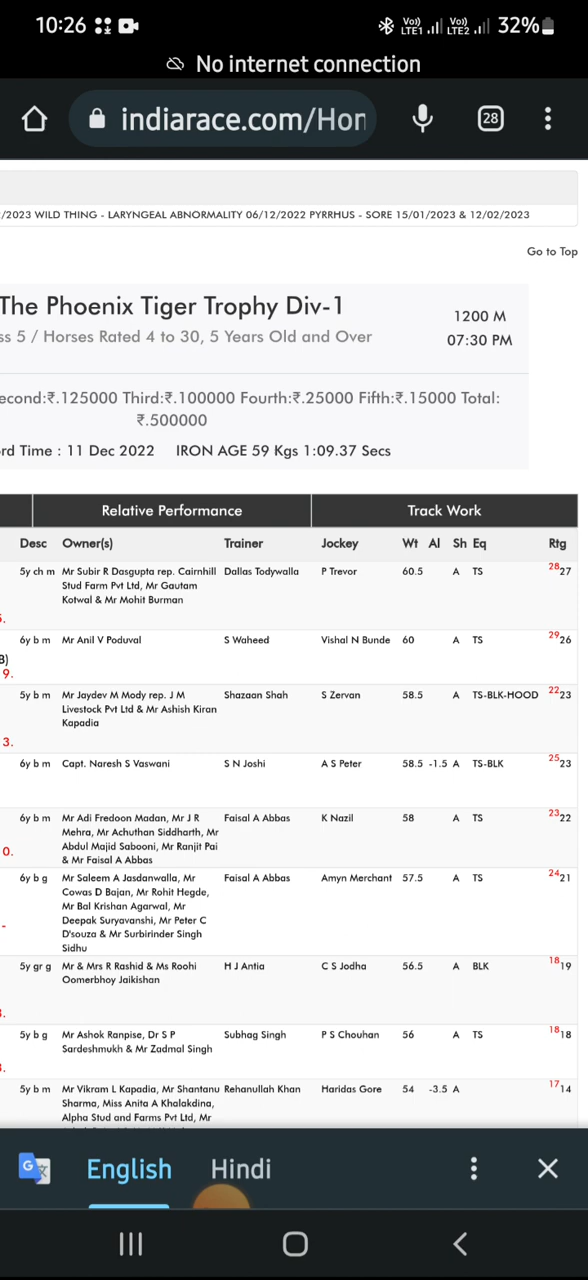 10:26 Vo)) LTE1 Vo)) LTE2 32%
No internet connection
indiarace.com/Hor 28
/2023 WILD THING - LARYNGEAL ABNORMALITY 06/12/2022 PYRRHUS - SORE 15/01/2023 & 12/02/2023
Go to Top
The Phoenix Tiger Trophy Div-1
1200 M
ss 5 / Horses Rated 4 to 30, 5 Years Old and Over
07:30 PM
econd:₹.125000 Third:₹.100000 Fourth:₹.25000 Fifth:₹.15000 Total:
₹.500000
rd Time : 11 Dec 2022 IRON AGE 59 Kgs 1:09.37 Secs
Relative Performance Track Work
Desc Owner(s) Trainer Jockey Wt Al Sh Eq Rtg
5y ch m Mr Subir R Dasgupta rep. Cairnhill Dallas Todywalla P Trevor 60.5 A TS 28 27
Stud Farm Pvt Ltd, Mr Gautam
Kotwal & Mr Mohit Burman
6y b m Mr Anil V Poduval S Waheed Vishal N Bunde 60 A TS 29 26
B)
9.
5y b m Mr Jaydev M Mody rep. J M Shazaan Shah S Zervan 58.5 A TS-BLK-HOOD 22 23
Livestock Pvt Ltd & Mr Ashish Kiran
Kapadia
3.
6y b m Capt. Naresh S Vaswani S N Joshi A S Peter 58.5 -1.5 A TS-BLK 25 23
6y b m Mr Adi Fredoon Madan, Mr J R Faisal A Abbas K Nazil 58 A TS 23 22
Mehra, Mr Achuthan Siddharth, Mr
Abdul Majid Sabooni, Mr Ranjit Pai
0.
& Mr Faisal A Abbas
6y b g Mr Saleem A Jasdanwalla, Mr Faisal A Abbas Amyn Merchant 57.5 A TS 24 21
Cowas D Bajan, Mr Rohit Hegde,
Mr Bal Krishan Agarwal, Mr
Deepak Suryavanshi, Mr Peter C
- D'souza & Mr Surbirinder Singh
Sidhu
5y gr g Mr & Mrs R Rashid & Ms Roohi H J Antia C S Jodha 56.5 A BLK 18 19
Oomerbhoy Jaikishan
5y b g Mr Ashok Ranpise, Dr S P Subhag Singh P S Chouhan 56 A TS 18 18
Sardeshmukh & Mr Zadmal Singh
5y b m Mr Vikram L Kapadia, Mr Shantanu Rehanullah Khan Haridas Gore 54 -3.5 A 17 14
Sharma, Miss Anita A Khalakdina,
Alpha Stud and Farms Pvt Ltd, Mr
English Hindi